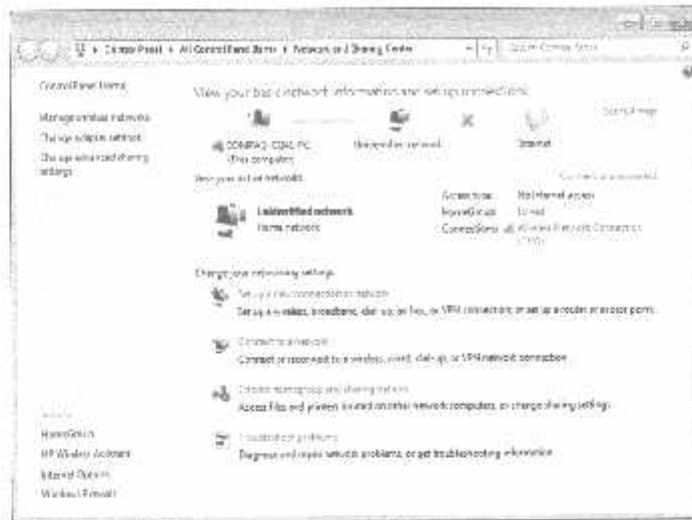 Control Panel ▸ All Control Panel Items ▸ Network and Sharing Center
Control Panel Home
Manage wireless networks
Change adapter settings
Change advanced sharing
settings
View your basic network information and set up connections
See full map
COMPAQ-CQ41-PC
(This computer)
Unidentified network
Internet
View your active networks
Connect or disconnect
Unidentified network
Home network
Access type: No Internet access
HomeGroup: Joined
Connections: Wireless Network Connection
Change your networking settings
Set up a new connection or network
Set up a wireless, broadband, dial-up, ad hoc, or VPN connection; or set up a router or access point.
Connect to a network
Connect or reconnect to a wireless, wired, dial-up, or VPN network connection.
Choose homegroup and sharing options
Access files and printers located on other network computers, or change sharing settings.
Troubleshoot problems
Diagnose and repair network problems, or get troubleshooting information.
See also
HomeGroup
HP Wireless Assistant
Internet Options
Windows Firewall